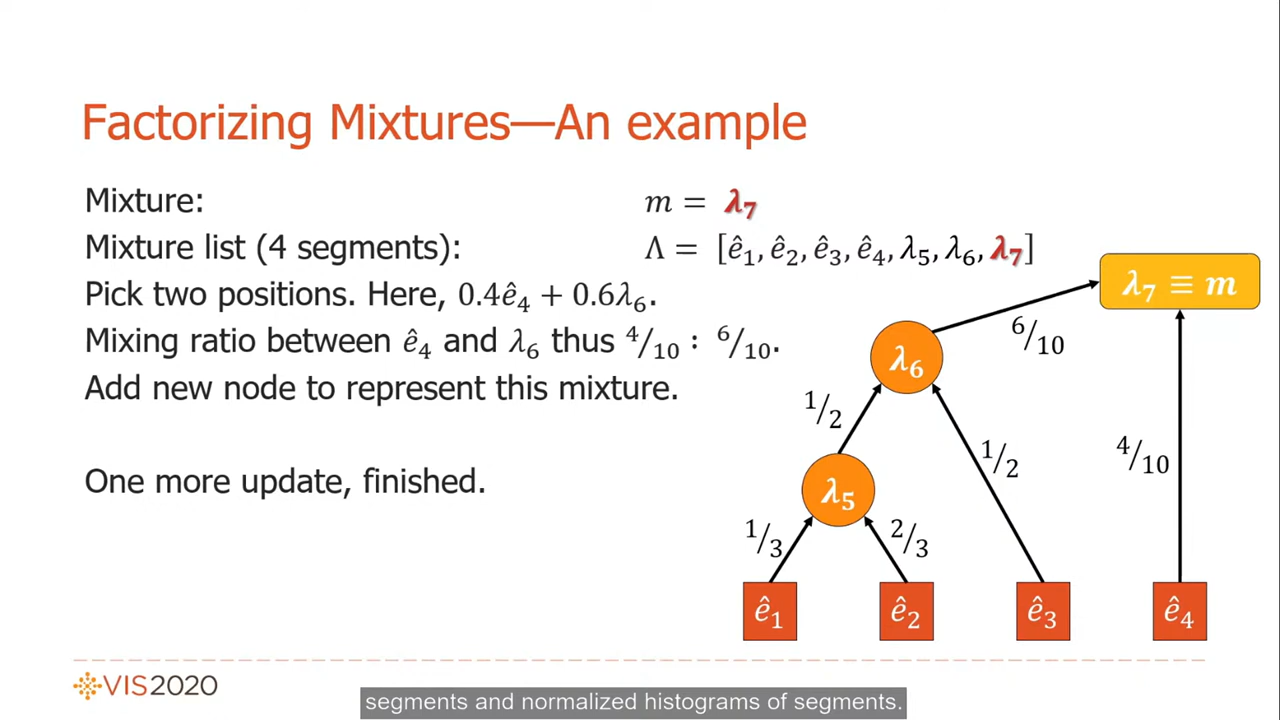 Factorizing Mixtures—An example
Mixture: m = λ₇
Mixture list (4 segments): Λ = [ê₁, ê₂, ê₃, ê₄, λ₅, λ₆, λ₇]
Pick two positions. Here, 0.4ê₄ + 0.6λ₆.
Mixing ratio between ê₄ and λ₆ thus 4/10 : 6/10.
Add new node to represent this mixture.
One more update, finished.
λ₇ ≡ m
6/10
λ₆
1/2
1/2
4/10
λ₅
1/3
2/3
ê₁
ê₂
ê₃
ê₄
VIS2020
segments and normalized histograms of segments.